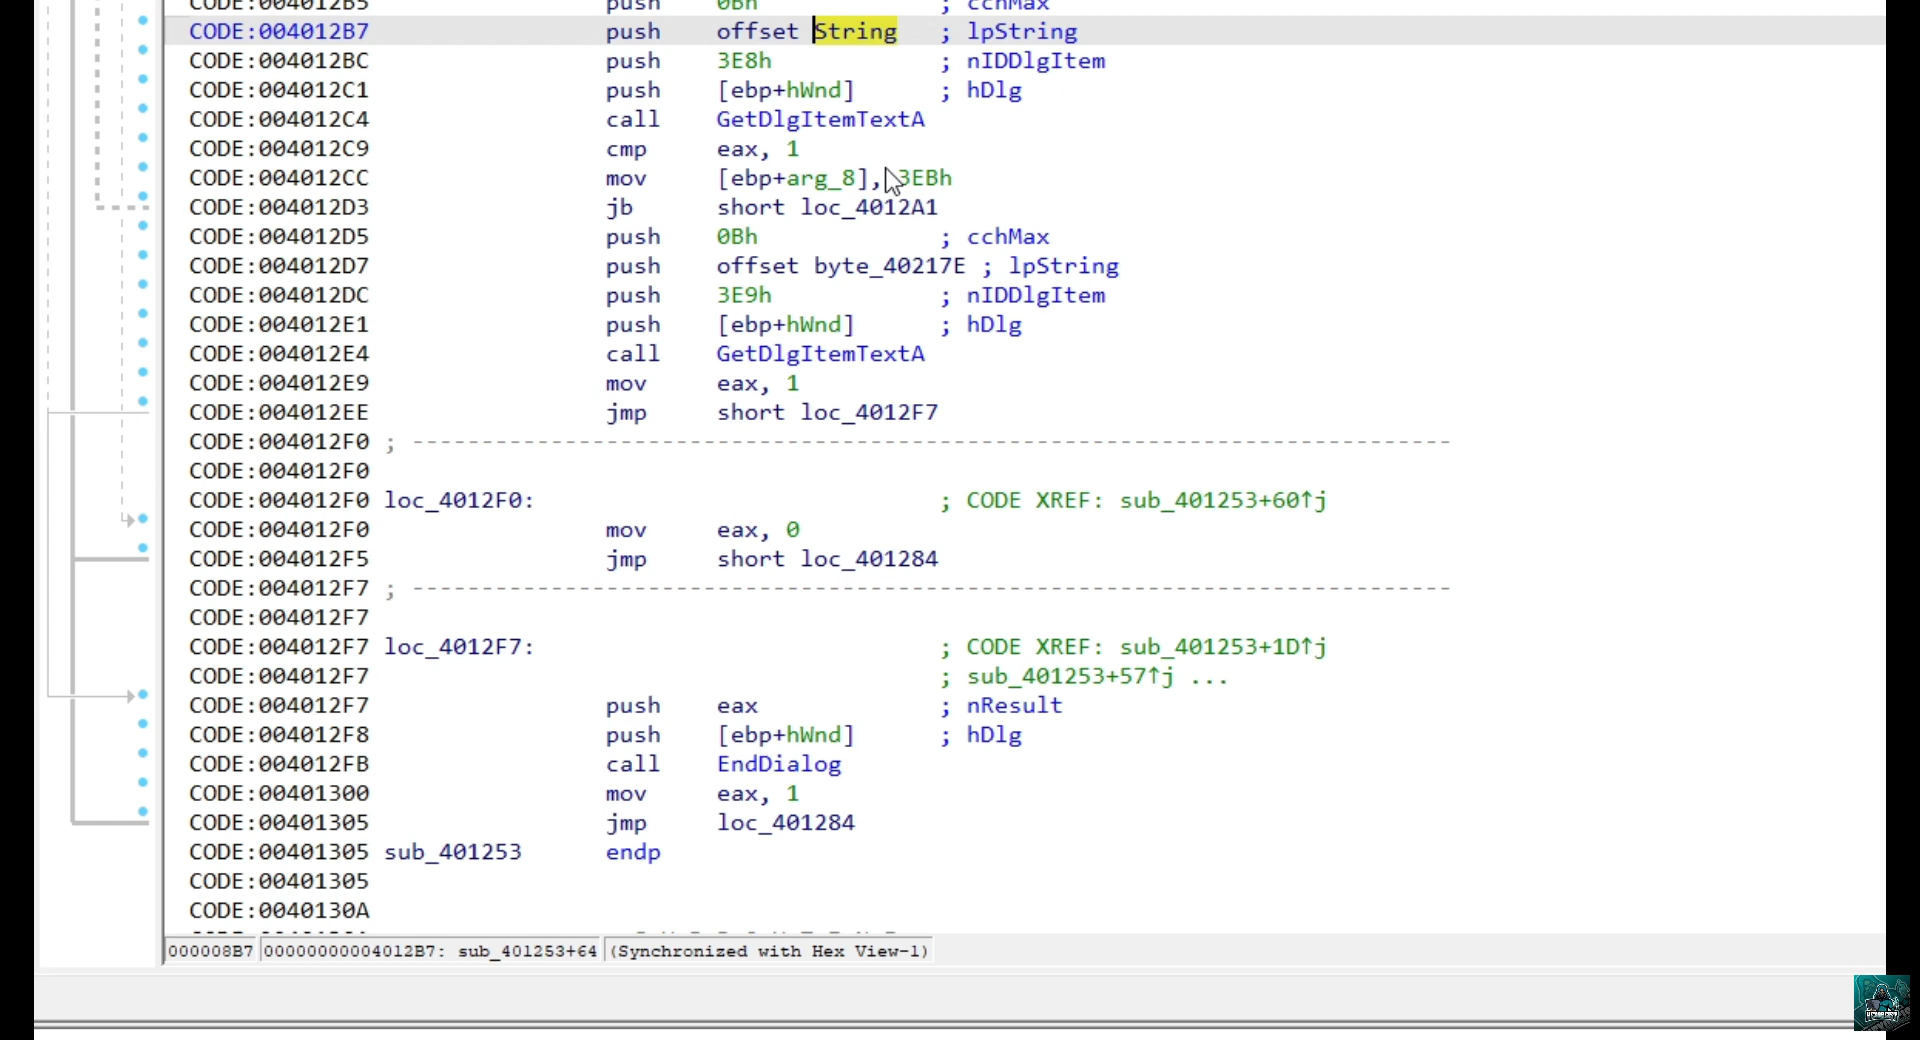 CODE:004012B5 push 0Bh ; cchMax
CODE:004012B7 push offset String ; lpString
CODE:004012BC push 3E8h ; nIDDlgItem
CODE:004012C1 push [ebp+hWnd] ; hDlg
CODE:004012C4 call GetDlgItemTextA
CODE:004012C9 cmp eax, 1
CODE:004012CC mov [ebp+arg_8], 3EBh
CODE:004012D3 jb short loc_4012A1
CODE:004012D5 push 0Bh ; cchMax
CODE:004012D7 push offset byte_40217E ; lpString
CODE:004012DC push 3E9h ; nIDDlgItem
CODE:004012E1 push [ebp+hWnd] ; hDlg
CODE:004012E4 call GetDlgItemTextA
CODE:004012E9 mov eax, 1
CODE:004012EE jmp short loc_4012F7
CODE:004012F0 ; ---------------------------------------------------------------------------
CODE:004012F0
CODE:004012F0 loc_4012F0: ; CODE XREF: sub_401253+60↑j
CODE:004012F0 mov eax, 0
CODE:004012F5 jmp short loc_401284
CODE:004012F7 ; ---------------------------------------------------------------------------
CODE:004012F7
CODE:004012F7 loc_4012F7: ; CODE XREF: sub_401253+1D↑j
CODE:004012F7 ; sub_401253+57↑j ...
CODE:004012F7 push eax ; nResult
CODE:004012F8 push [ebp+hWnd] ; hDlg
CODE:004012FB call EndDialog
CODE:00401300 mov eax, 1
CODE:00401305 jmp loc_401284
CODE:00401305 sub_401253 endp
CODE:00401305
CODE:0040130A
000008B7 00000000004012B7: sub_401253+64 (Synchronized with Hex View-1)